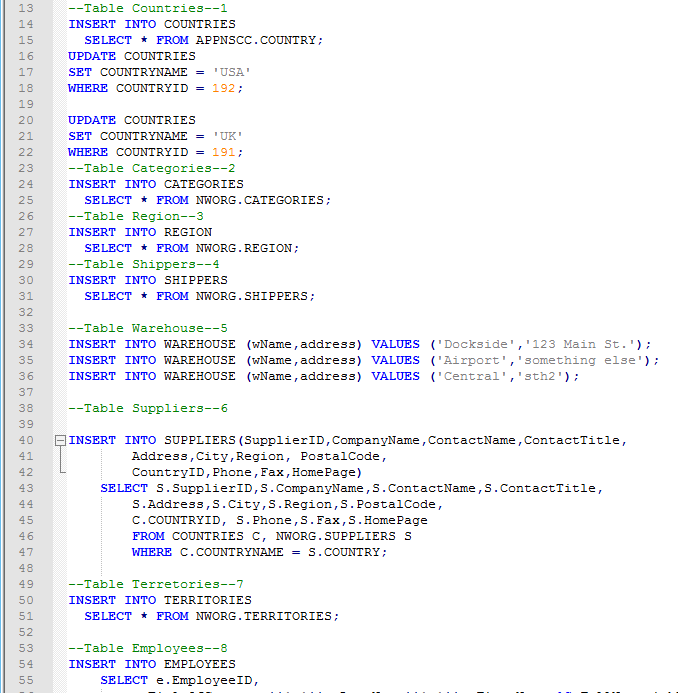 13 --Table Countries--1
14 INSERT INTO COUNTRIES
15 SELECT * FROM APPNSCC.COUNTRY;
16 UPDATE COUNTRIES
17 SET COUNTRYNAME = 'USA'
18 WHERE COUNTRYID = 192;
19
20 UPDATE COUNTRIES
21 SET COUNTRYNAME = 'UK'
22 WHERE COUNTRYID = 191;
23 --Table Categories--2
24 INSERT INTO CATEGORIES
25 SELECT * FROM NWORG.CATEGORIES;
26 --Table Region--3
27 INSERT INTO REGION
28 SELECT * FROM NWORG.REGION;
29 --Table Shippers--4
30 INSERT INTO SHIPPERS
31 SELECT * FROM NWORG.SHIPPERS;
32
33 --Table Warehouse--5
34 INSERT INTO WAREHOUSE (wName,address) VALUES ('Dockside','123 Main St.');
35 INSERT INTO WAREHOUSE (wName,address) VALUES ('Airport','something else');
36 INSERT INTO WAREHOUSE (wName,address) VALUES ('Central','sth2');
37
38 --Table Suppliers--6
39
40 INSERT INTO SUPPLIERS(SupplierID,CompanyName,ContactName,ContactTitle,
41 Address,City,Region, PostalCode,
42 CountryID,Phone,Fax,HomePage)
43 SELECT S.SupplierID,S.CompanyName,S.ContactName,S.ContactTitle,
44 S.Address,S.City,S.Region,S.PostalCode,
45 C.COUNTRYID, S.Phone,S.Fax,S.HomePage
46 FROM COUNTRIES C, NWORG.SUPPLIERS S
47 WHERE C.COUNTRYNAME = S.COUNTRY;
48
49 --Table Terretories--7
50 INSERT INTO TERRITORIES
51 SELECT * FROM NWORG.TERRITORIES;
52
53 --Table Employees--8
54 INSERT INTO EMPLOYEES
55 SELECT e.EmployeeID,